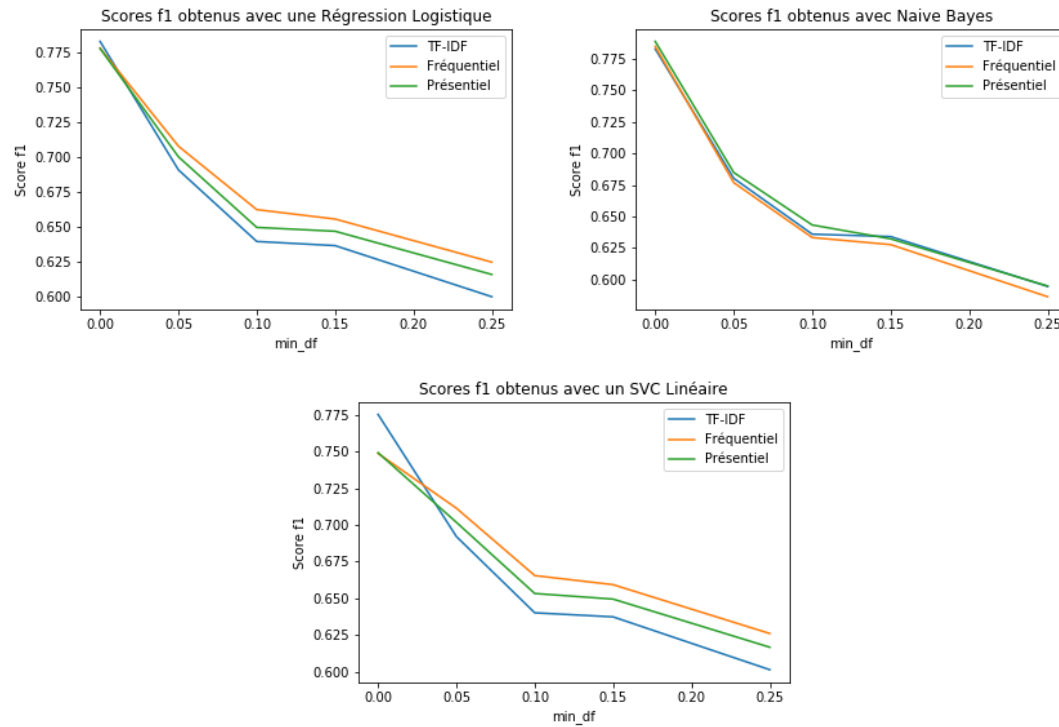 Scores f1 obtenus avec une Régression Logistique
TF-IDF
Fréquentiel
Présentiel
0.775
0.750
0.725
0.700
0.675
0.650
0.625
0.600
Score f1
0.00 0.05 0.10 0.15 0.20 0.25
min_df
Scores f1 obtenus avec Naive Bayes
TF-IDF
Fréquentiel
Présentiel
0.775
0.750
0.725
0.700
0.675
0.650
0.625
0.600
Score f1
0.00 0.05 0.10 0.15 0.20 0.25
min_df
Scores f1 obtenus avec un SVC Linéaire
TF-IDF
Fréquentiel
Présentiel
0.775
0.750
0.725
0.700
0.675
0.650
0.625
0.600
Score f1
0.00 0.05 0.10 0.15 0.20 0.25
min_df